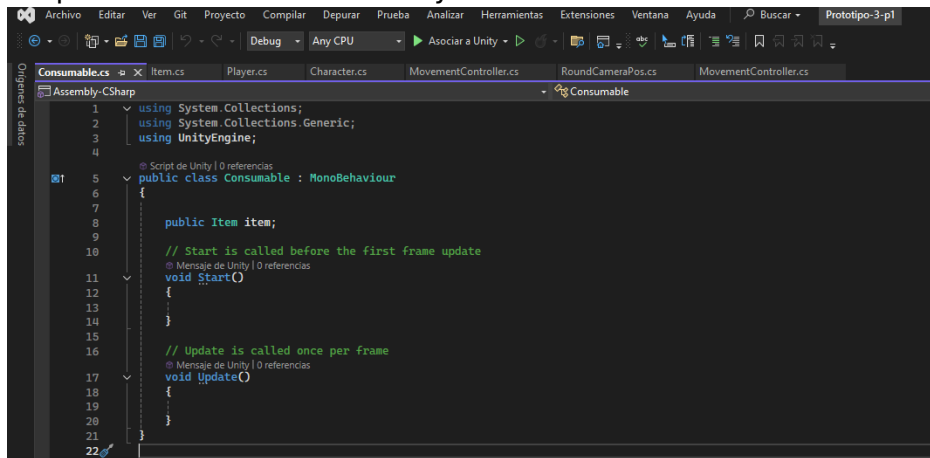 Archivo Editar Ver Git Proyecto Compilar Depurar Prueba Analizar Herramientas Extensiones Ventana Ayuda Buscar Prototipo-3-p1
Debug Any CPU Asociar a Unity
Orígenes de datos
Consumable.cs Item.cs Player.cs Character.cs MovementController.cs RoundCameraPos.cs MovementController.cs
Assembly-CSharp Consumable
1 using System.Collections;
2 using System.Collections.Generic;
3 using UnityEngine;
4
Script de Unity | 0 referencias
5 public class Consumable : MonoBehaviour
6 {
7
8 public Item item;
9
10 // Start is called before the first frame update
Mensaje de Unity | 0 referencias
11 void Start()
12 {
13
14 }
15
16 // Update is called once per frame
Mensaje de Unity | 0 referencias
17 void Update()
18 {
19
20 }
21 }
22